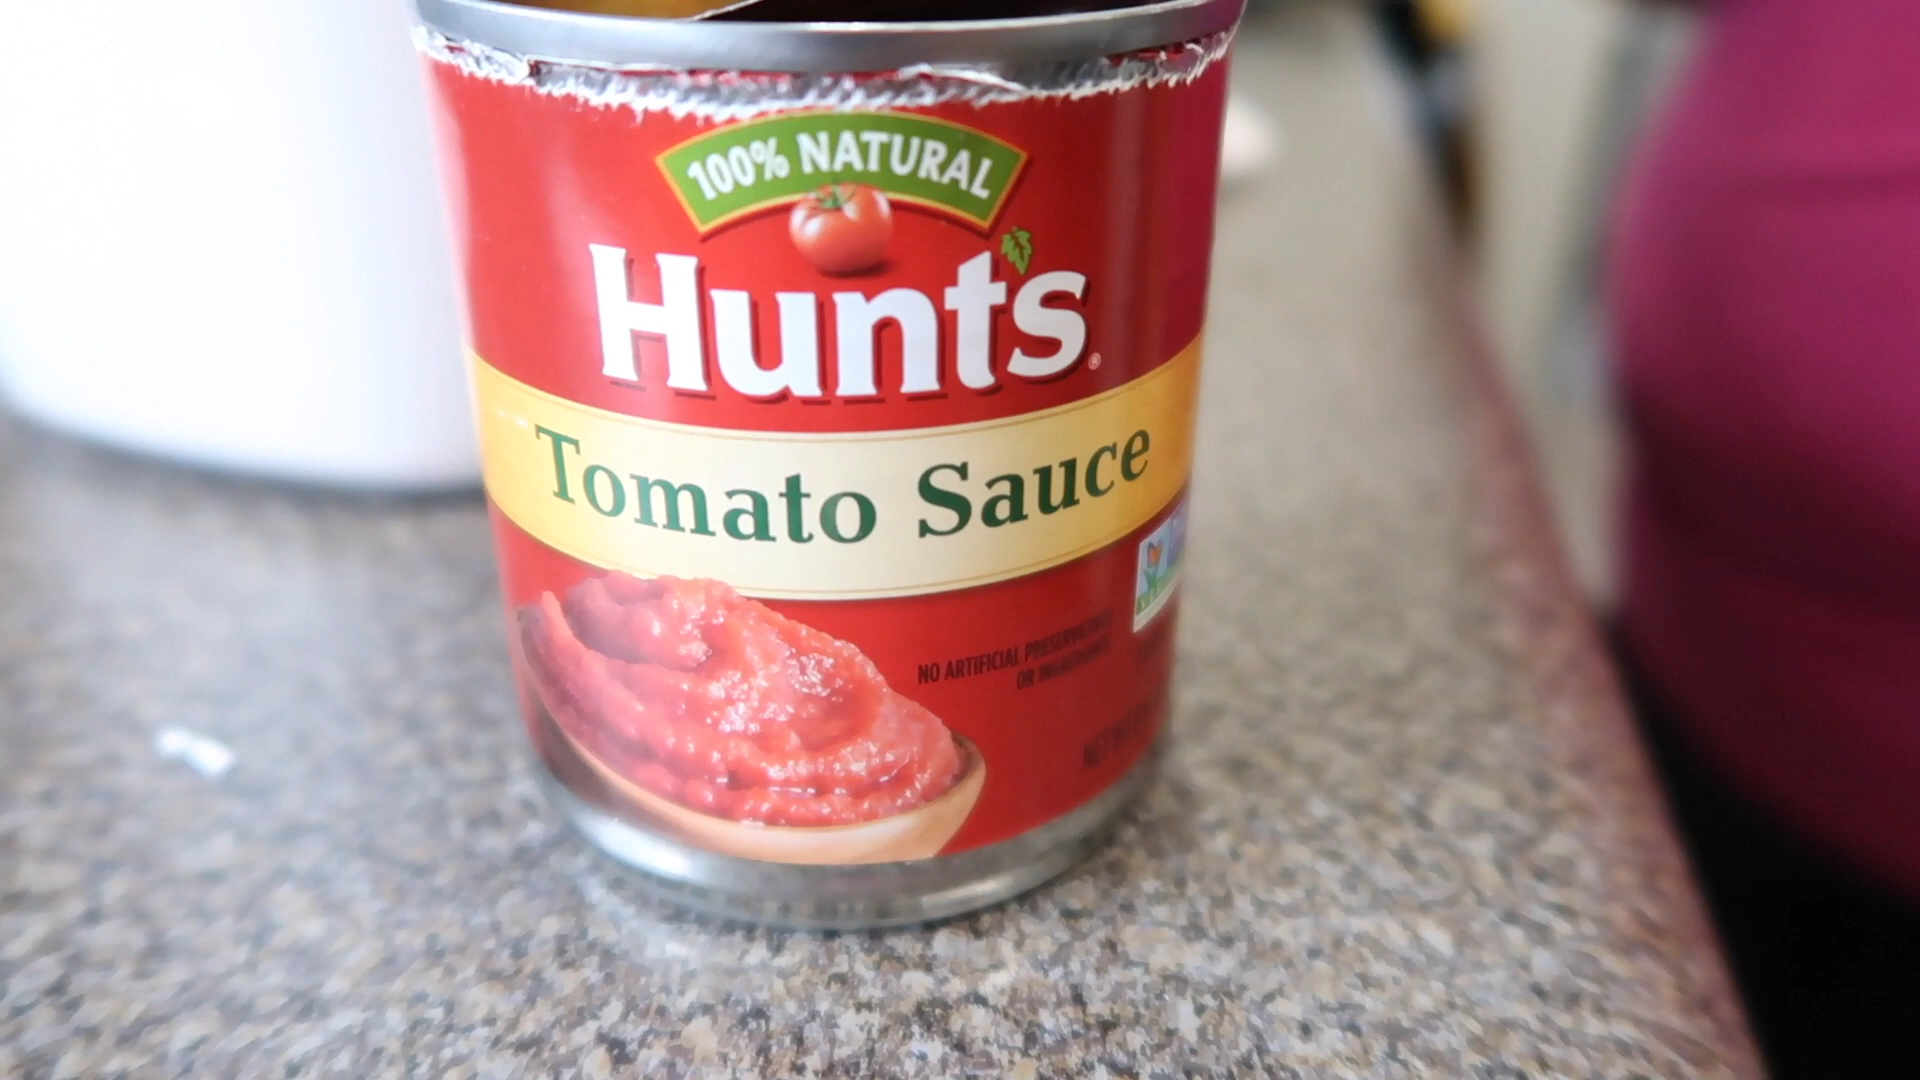 100% NATURAL
Hunt's®
Tomato Sauce
NO ARTIFICIAL PRESERVATIVES
OR INGREDIENTS